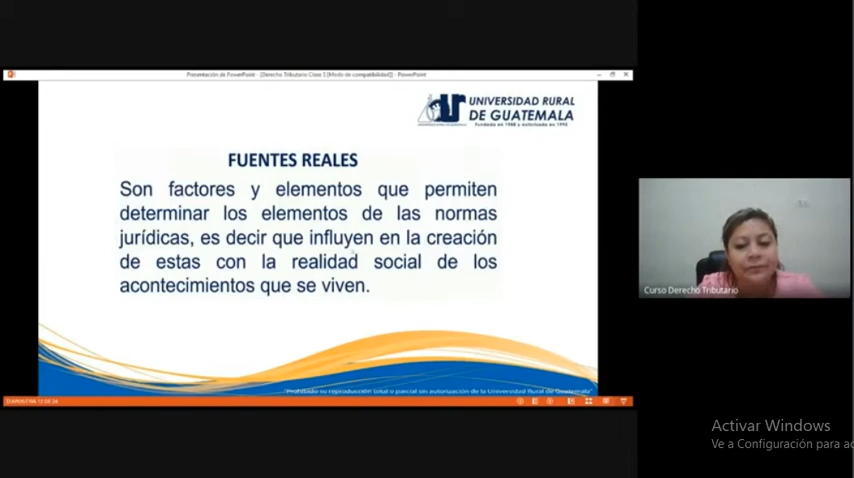 Presentación de PowerPoint - [Derecho Tributario Clase 1 [Modo de compatibilidad]] - PowerPoint
UNIVERSIDAD RURAL
DE GUATEMALA
FUENTES REALES
Son factores y elementos que permiten
determinar los elementos de las normas
jurídicas, es decir que influyen en la creación
de estas con la realidad social de los
acontecimientos que se viven.
"Prohibido su reproducción total o parcial sin autorización de la Universidad Rural de Guatemala"
Curso Derecho Tributario
Activar Windows
Ve a Configuración para ac